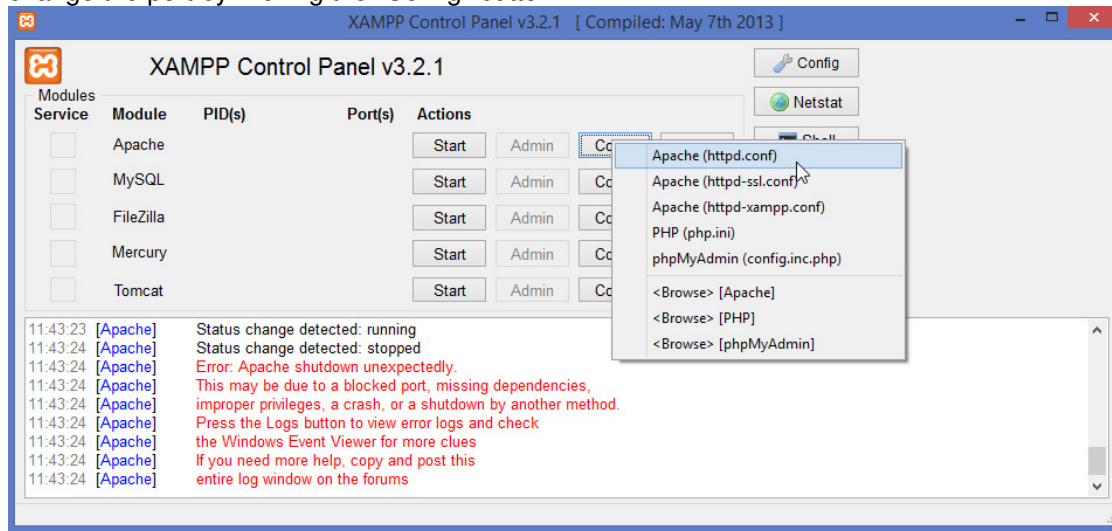 XAMPP Control Panel v3.2.1 [ Compiled: May 7th 2013 ]
XAMPP Control Panel v3.2.1
Config
Modules
Netstat
Service Module PID(s) Port(s) Actions
Shell
Apache Start Admin
MySQL Start Admin
FileZilla Start Admin
Mercury Start Admin
Tomcat Start Admin
Apache (httpd.conf)
Apache (httpd-ssl.conf)
Apache (httpd-xampp.conf)
PHP (php.ini)
phpMyAdmin (config.inc.php)
<Browse> [Apache]
<Browse> [PHP]
<Browse> [phpMyAdmin]
11:43:23 [Apache] Status change detected: running
11:43:24 [Apache] Status change detected: stopped
11:43:24 [Apache] Error: Apache shutdown unexpectedly.
11:43:24 [Apache] This may be due to a blocked port, missing dependencies,
11:43:24 [Apache] improper privileges, a crash, or a shutdown by another method.
11:43:24 [Apache] Press the Logs button to view error logs and check
11:43:24 [Apache] the Windows Event Viewer for more clues
11:43:24 [Apache] If you need more help, copy and post this
11:43:24 [Apache] entire log window on the forums